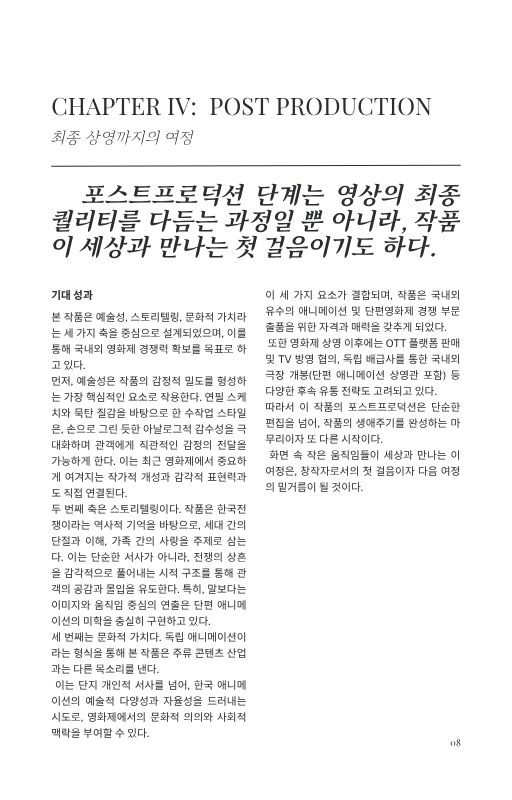 CHAPTER IV: POST PRODUCTION
최종 상영까지의 여정
포스트프로덕션 단계는 영상의 최종
퀄리티를 다듬는 과정일 뿐 아니라, 작품
이 세상과 만나는 첫 걸음이기도 하다.
기대 성과
본 작품은 예술성, 스토리텔링, 문화적 가치라
는 세 가지 축을 중심으로 설계되었으며, 이를
통해 국내외 영화제 경쟁력 확보를 목표로 하
고 있다.
먼저, 예술성은 작품의 감정적 밀도를 형성하
는 가장 핵심적인 요소로 작용한다. 연필 스케
치와 묵탄 질감을 바탕으로 한 수작업 스타일
은, 손으로 그린 듯한 아날로그적 감수성을 극
대화하며 관객에게 직관적인 감정의 전달을
가능하게 한다. 이는 최근 영화제에서 중요하
게 여겨지는 작가적 개성과 감각적 표현력과
도 직접 연결된다.
두 번째 축은 스토리텔링이다. 작품은 한국전
쟁이라는 역사적 기억을 바탕으로, 세대 간의
단절과 이해, 가족 간의 사랑을 주제로 삼는
다. 이는 단순한 서사가 아니라, 전쟁의 상흔
을 감각적으로 풀어내는 시적 구조를 통해 관
객의 공감과 몰입을 유도한다. 특히, 말보다는
이미지와 움직임 중심의 연출은 단편 애니메
이션의 미학을 충실히 구현하고 있다.
세 번째는 문화적 가치다. 독립 애니메이션이
라는 형식을 통해 본 작품은 주류 콘텐츠 산업
과는 다른 목소리를 낸다.
이는 단지 개인적 서사를 넘어, 한국 애니메
이션의 예술적 다양성과 자율성을 드러내는
시도로, 영화제에서의 문화적 의의와 사회적
맥락을 부여할 수 있다.
이 세 가지 요소가 결합되며, 작품은 국내외
유수의 애니메이션 및 단편영화제 경쟁 부문
출품을 위한 자격과 매력을 갖추게 되었다.
또한 영화제 상영 이후에는 OTT 플랫폼 판매
및 TV 방영 협의, 독립 배급사를 통한 국내외
극장 개봉(단편 애니메이션 상영관 포함) 등
다양한 후속 유통 전략도 고려되고 있다.
따라서 이 작품의 포스트프로덕션은 단순한
편집을 넘어, 작품의 생애주기를 완성하는 마
무리이자 또 다른 시작이다.
화면 속 작은 움직임들이 세상과 만나는 이
여정은, 창작자로서의 첫 걸음이자 다음 여정
의 밑거름이 될 것이다.
08